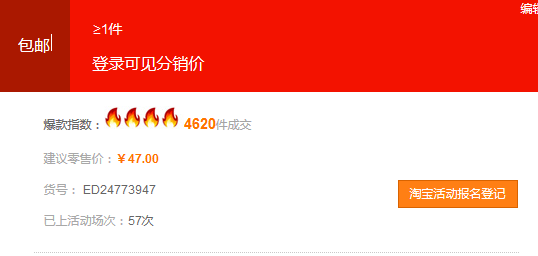 编辑
包邮
≥1件
登录可见分销价
爆款指数： 4620件成交
建议零售价：￥47.00
货号： ED24773947
淘宝活动报名登记
已上活动场次：57次